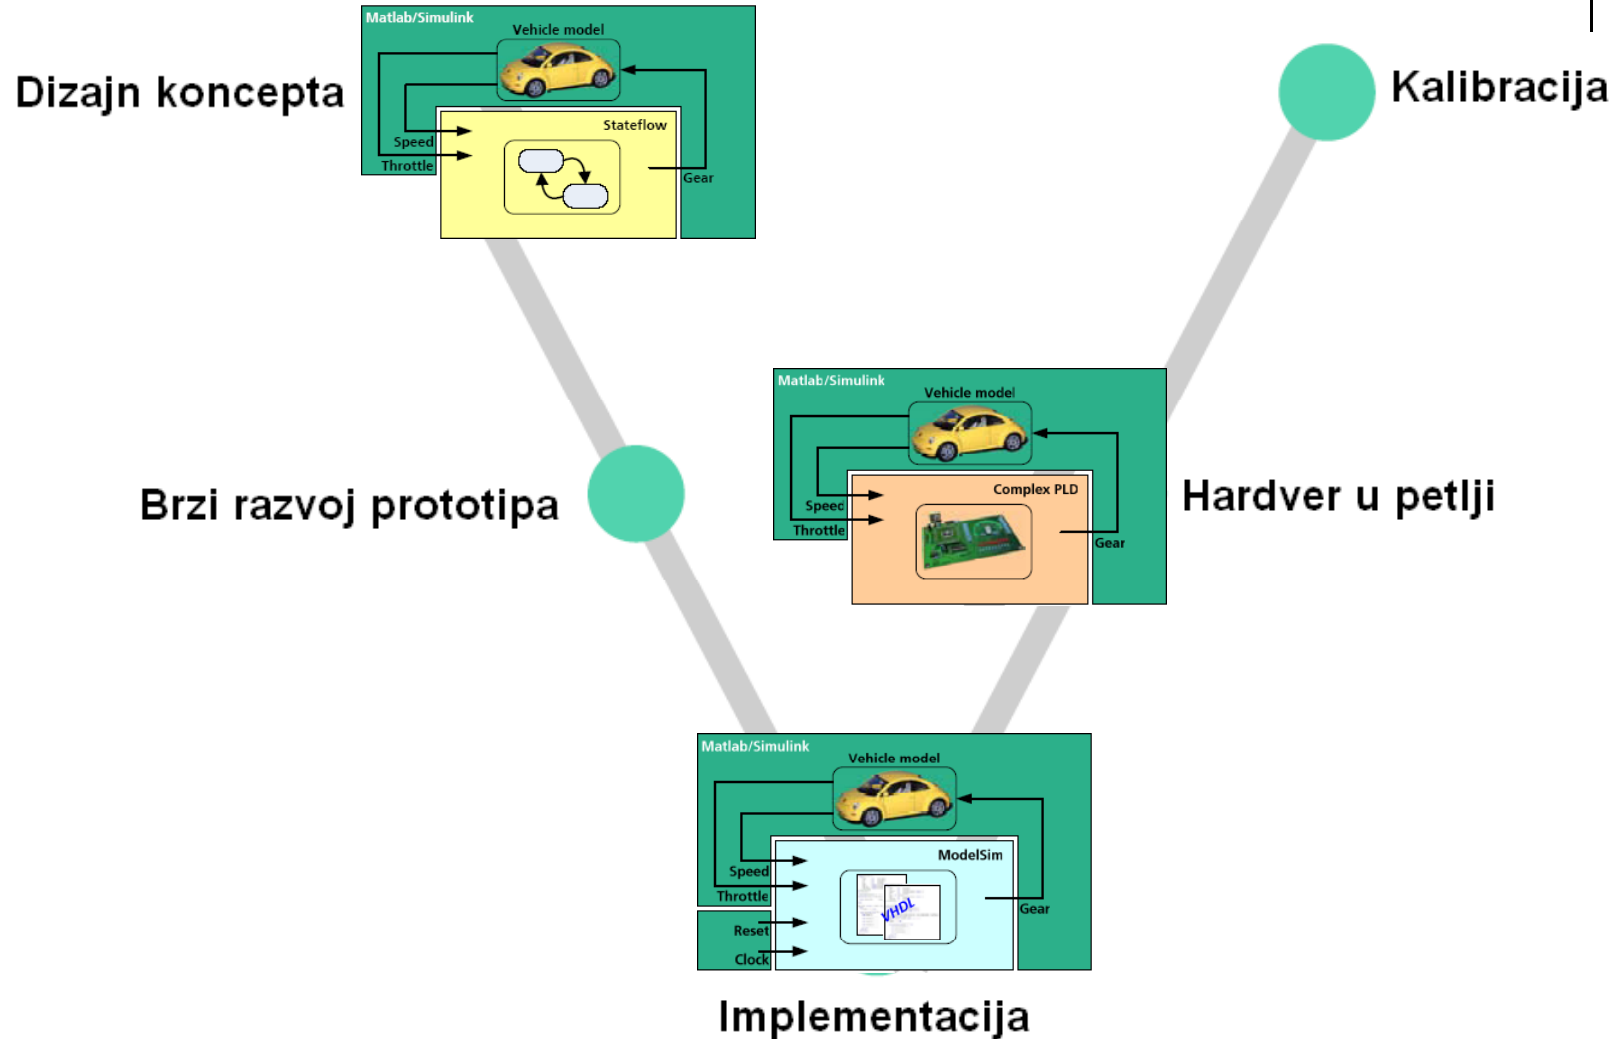 Matlab/Simulink
Vehicle model
Dizajn koncepta
Stateflow
Speed
Throttle
Gear
Kalibracija
Matlab/Simulink
Vehicle model
Brzi razvoj prototipa
Complex PLD
Speed
Throttle
Gear
Hardver u petlji
Matlab/Simulink
Vehicle model
ModelSim
Speed
Throttle
VHDL
Gear
Reset
Clock
Implementacija